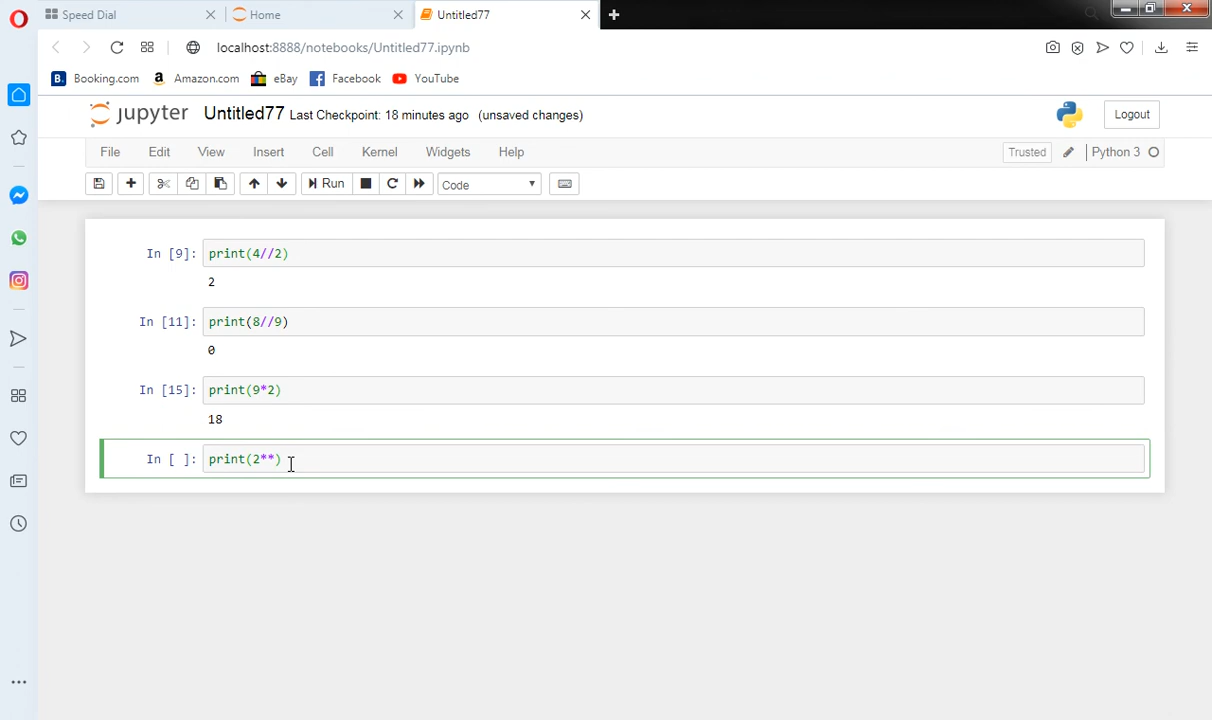 Speed Dial
Home
Untitled77
localhost:8888/notebooks/Untitled77.ipynb
B. Booking.com
a Amazon.com
eBay
Facebook
YouTube
jupyter Untitled77 Last Checkpoint: 18 minutes ago (unsaved changes)
Logout
File Edit View Insert Cell Kernel Widgets Help
Trusted
Python 3
Run
Code
In [9]: print(4//2)
2
In [11]: print(8//9)
0
In [15]: print(9*2)
18
In [ ]: print(2**)